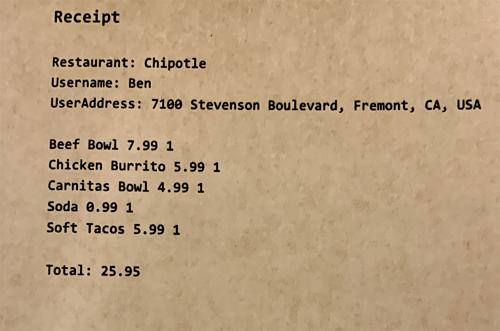 Receipt
Restaurant: Chipotle
Username: Ben
UserAddress: 7100 Stevenson Boulevard, Fremont, CA, USA
Beef Bowl 7.99 1
Chicken Burrito 5.99 1
Carnitas Bowl 4.99 1
Soda 0.99 1
Soft Tacos 5.99 1
Total: 25.95